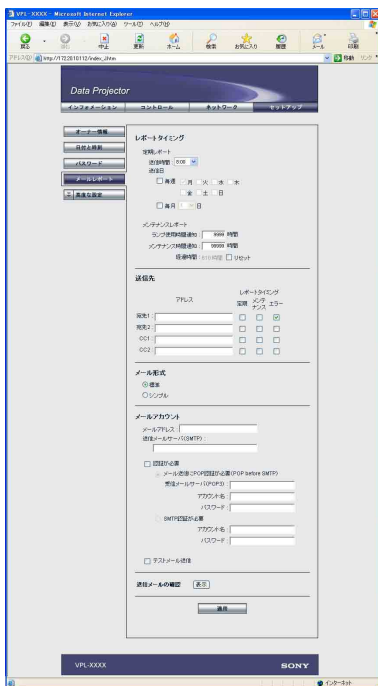 VPL-XXXX - Microsoft Internet Explorer
ファイル(F) 編集(E) 表示(V) お気に入り(A) ツール(T) ヘルプ(H)
戻る 中止 更新 ホーム 検索 お気に入り 履歴 メール 印刷
アドレス(D) 移動 リンク
Data Projector
インフォメーション コントロール ネットワーク セットアップ
オーナー情報
日付と時刻
パスワード
メールレポート
高度な設定
レポートタイミング
定期レポート
送信時間 : 6:00
送信日
毎週 月 火 水 木
金 土 日
毎月 1 日
メンテナンスレポート
ランプ使用時間通知 : 9999 時間
メンテナンス時間通知 : 99999 時間
経過時間 : 時間 リセット
送信先
レポートタイミング
アドレス 定期 メンテナンス エラー
宛先1 :
宛先2 :
CC1 :
CC2 :
メール形式
標準
シンプル
メールアカウント
メールアドレス :
送信メールサーバ(SMTP) :
認証が必要
メール送信にPOP認証が必要(POP before SMTP)
受信メールサーバ(POP3) :
アカウント名 :
パスワード :
SMTP認証が必要
アカウント名 :
パスワード :
テストメール送信
送信メールの確認 表示
適用
VPL-XXXX SONY
インターネット